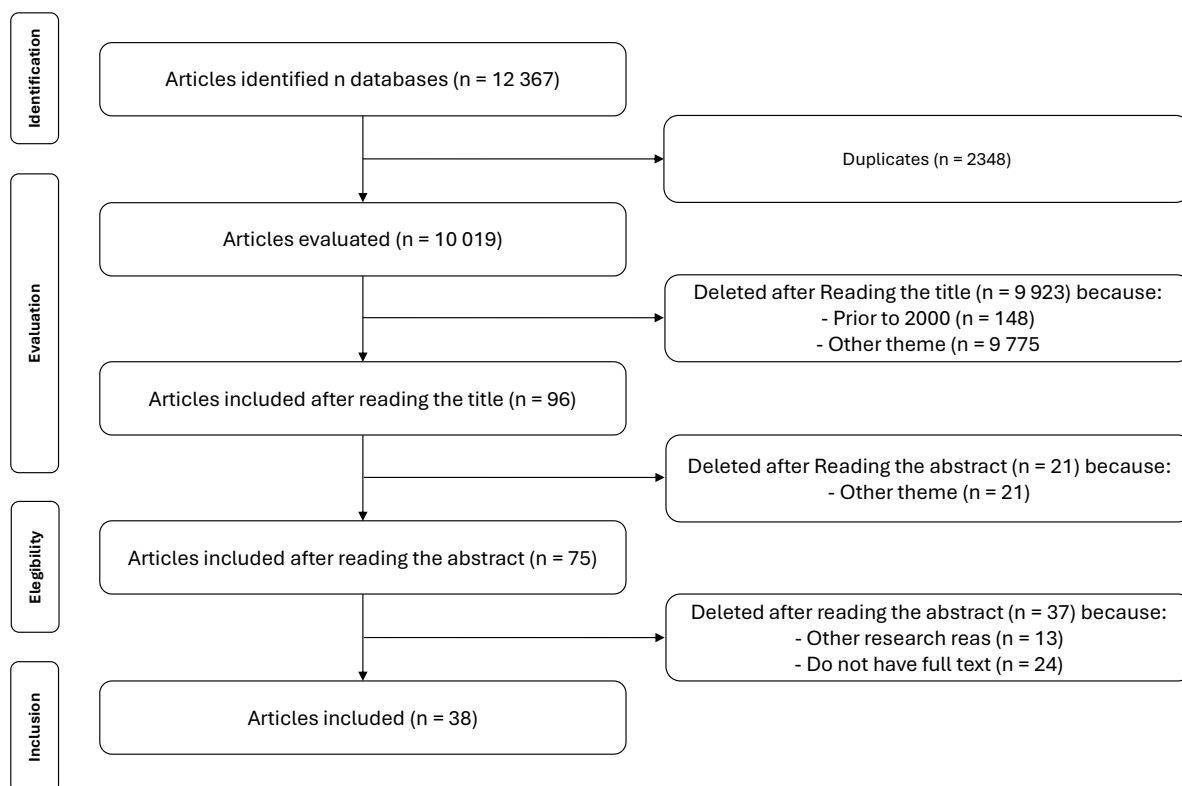 Identification
Articles identified n databases (n = 12 367)
Duplicates (n = 2348)
Evaluation
Articles evaluated (n = 10 019)
Deleted after Reading the title (n = 9 923) because:
- Prior to 2000 (n = 148)
- Other theme (n = 9 775
Articles included after reading the title (n = 96)
Deleted after Reading the abstract (n = 21) because:
- Other theme (n = 21)
Elegibility
Articles included after reading the abstract (n = 75)
Deleted after reading the abstract (n = 37) because:
- Other research reas (n = 13)
- Do not have full text (n = 24)
Inclusion
Articles included (n = 38)